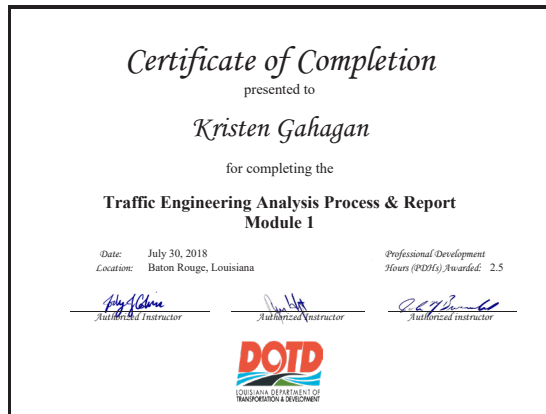 Certificate of Completion
presented to
Kristen Gahagan
for completing the
Traffic Engineering Analysis Process & Report
Module 1
Date: July 30, 2018
Location: Baton Rouge, Louisiana
Professional Development
Hours (PDHs) Awarded: 2.5
Authorized Instructor
Authorized Instructor
Authorized instructor
DOTD
LOUISIANA DEPARTMENT OF
TRANSPORTATION & DEVELOPMENT